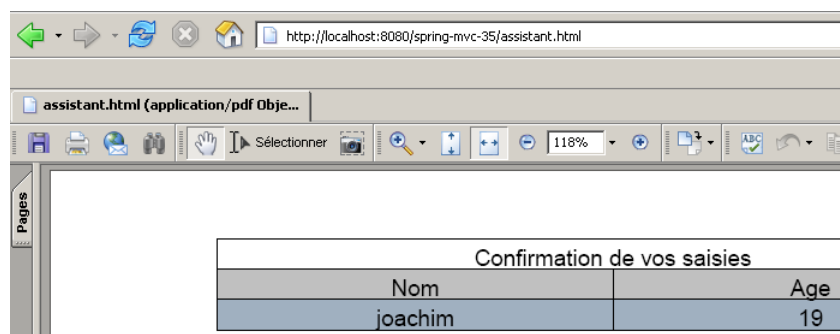 http://localhost:8080/spring-mvc-35/assistant.html
assistant.html (application/pdf Obje...
Sélectionner
118%
ABC
Pages
Confirmation de vos saisies
Nom Age
joachim 19